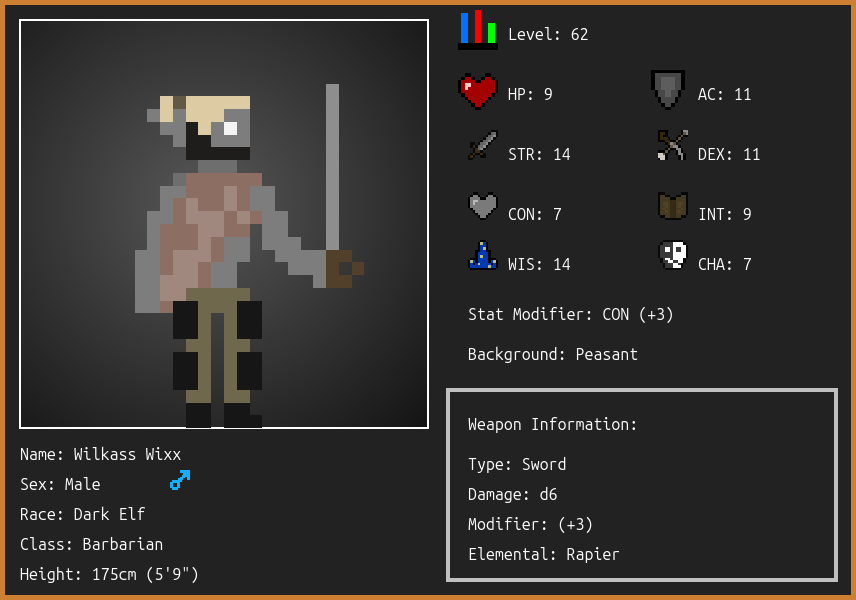 Level: 62
HP: 9
AC: 11
STR: 14
DEX: 11
CON: 7
INT: 9
WIS: 14
CHA: 7
Stat Modifier: CON (+3)
Background: Peasant
Weapon Information:
Type: Sword
Damage: d6
Modifier: (+3)
Elemental: Rapier
Name: Wilkass Wixx
Sex: Male
Race: Dark Elf
Class: Barbarian
Height: 175cm (5'9")